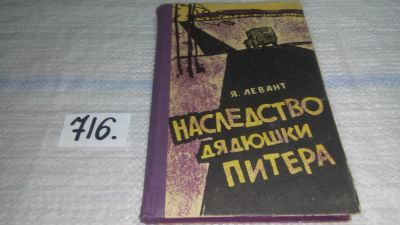 716.
Я. ЛЕВАНТ
НАСЛЕДСТВО
ДЯДЮШКИ
ПИТЕРА